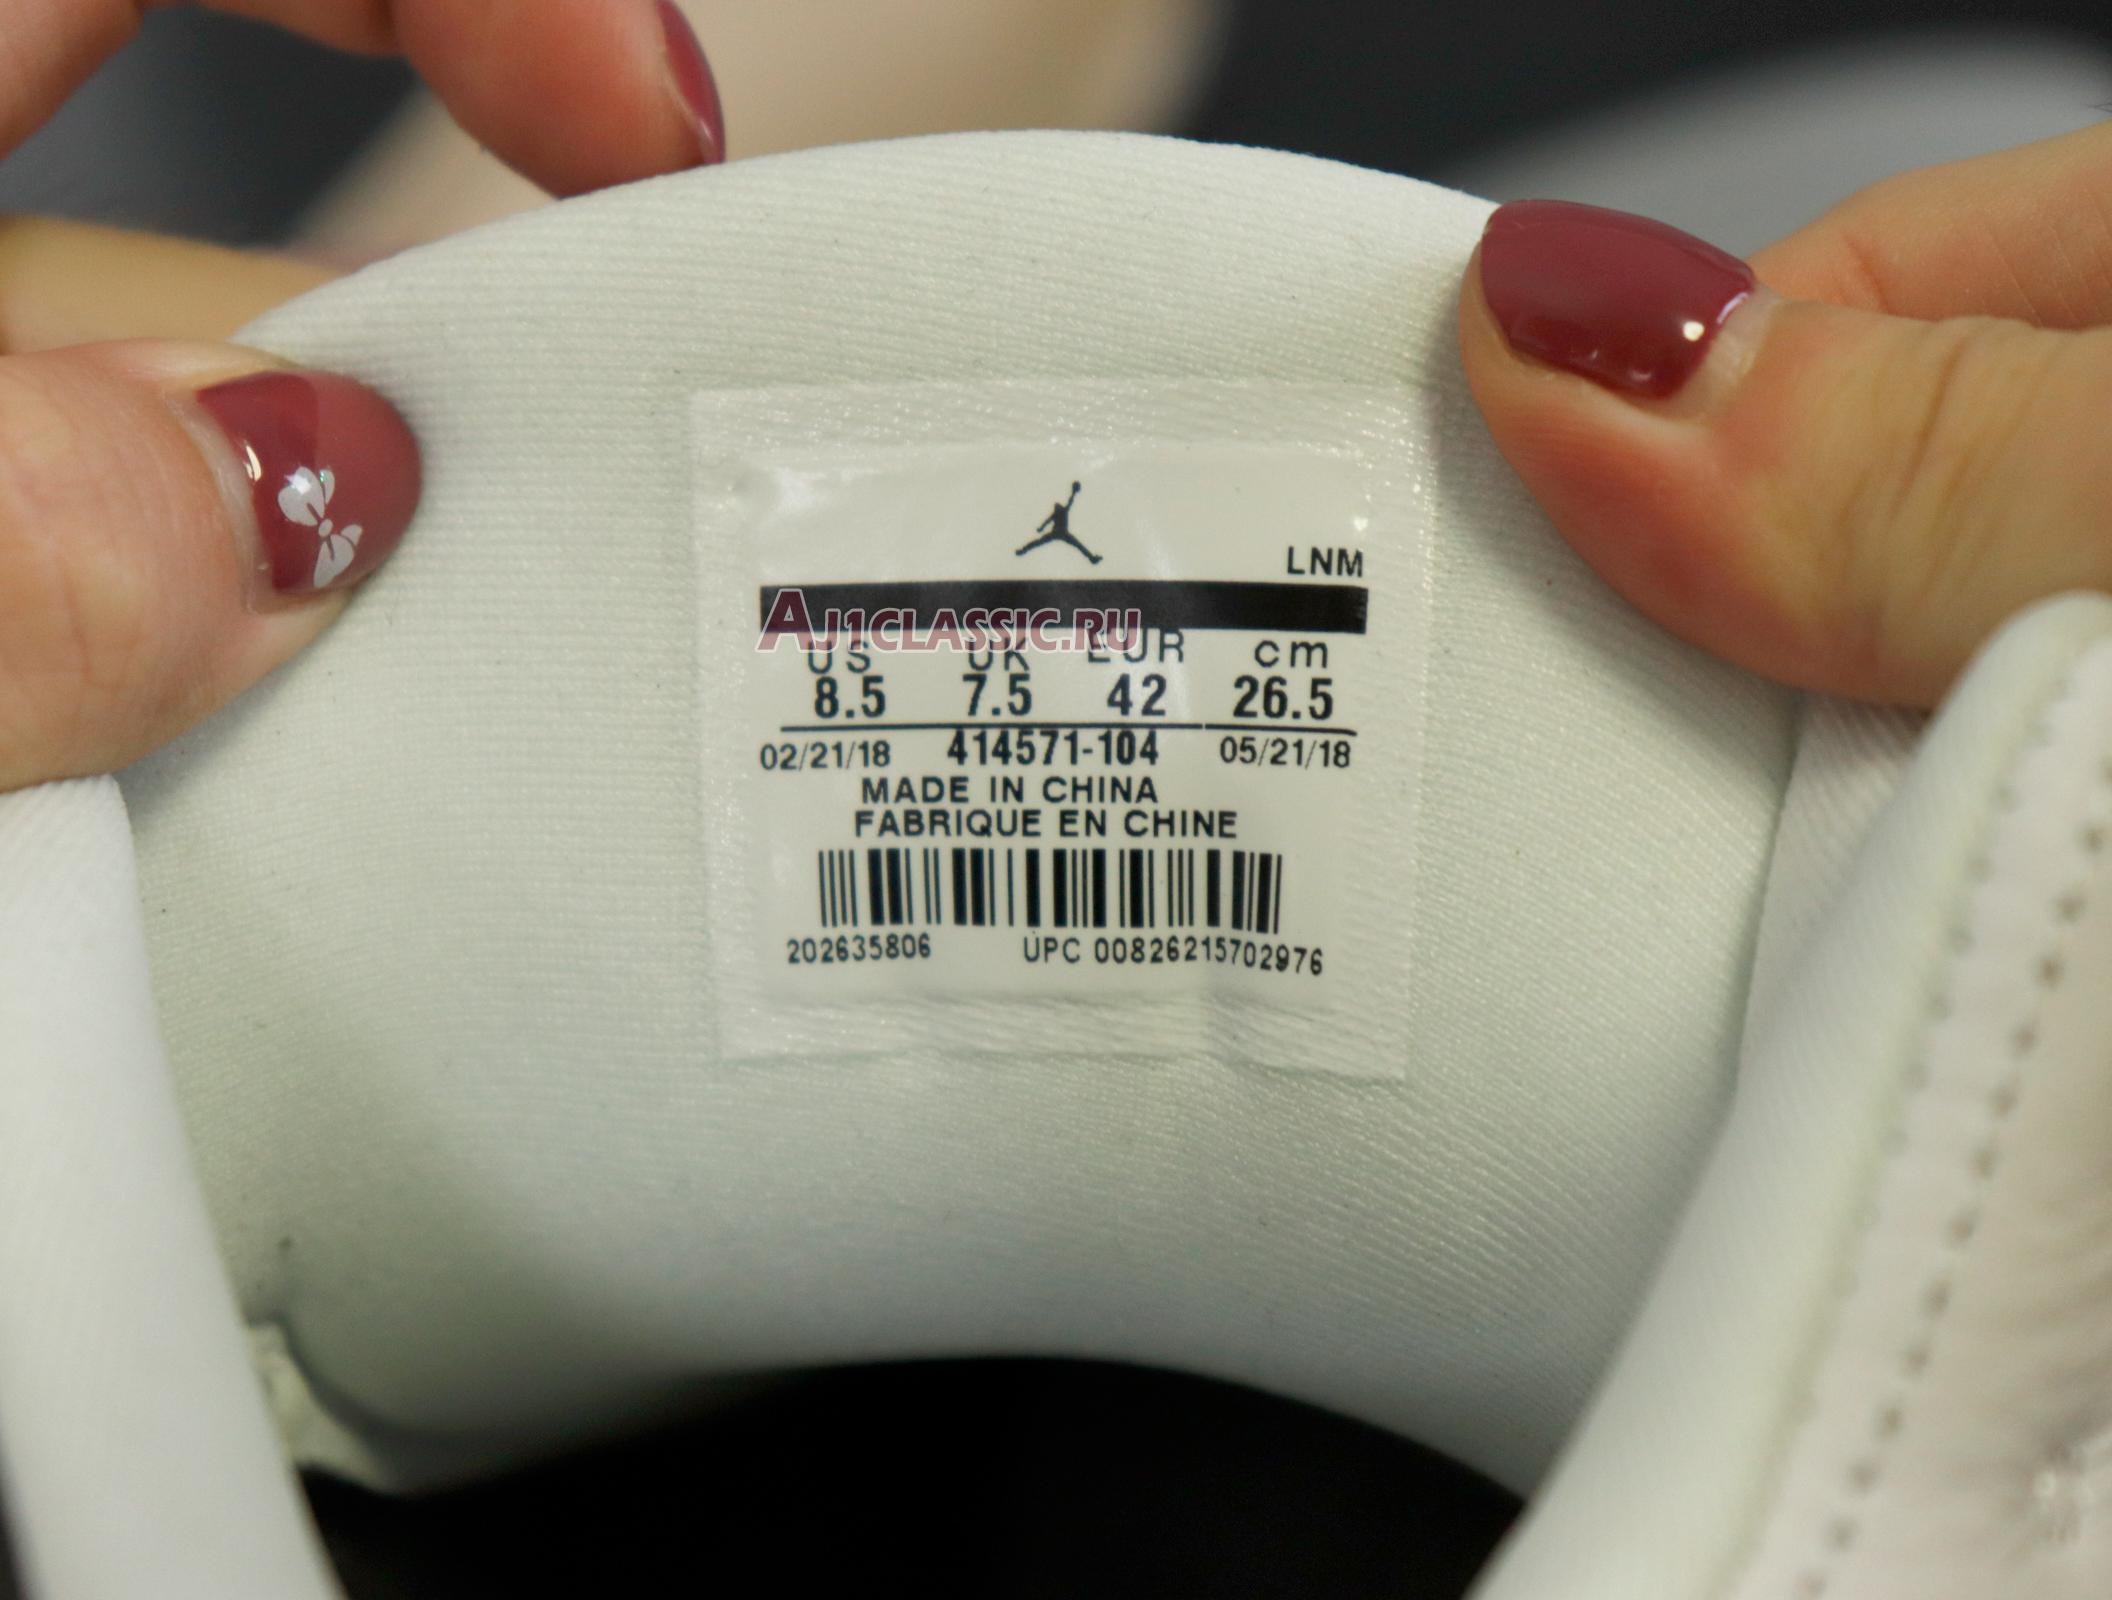 LNM
AJ1CLASSIC.RU
US UK EUR cm
8.5 7.5 42 26.5
02/21/18 414571-104 05/21/18
MADE IN CHINA
FABRIQUE EN CHINE
202635806 UPC 00826215702976